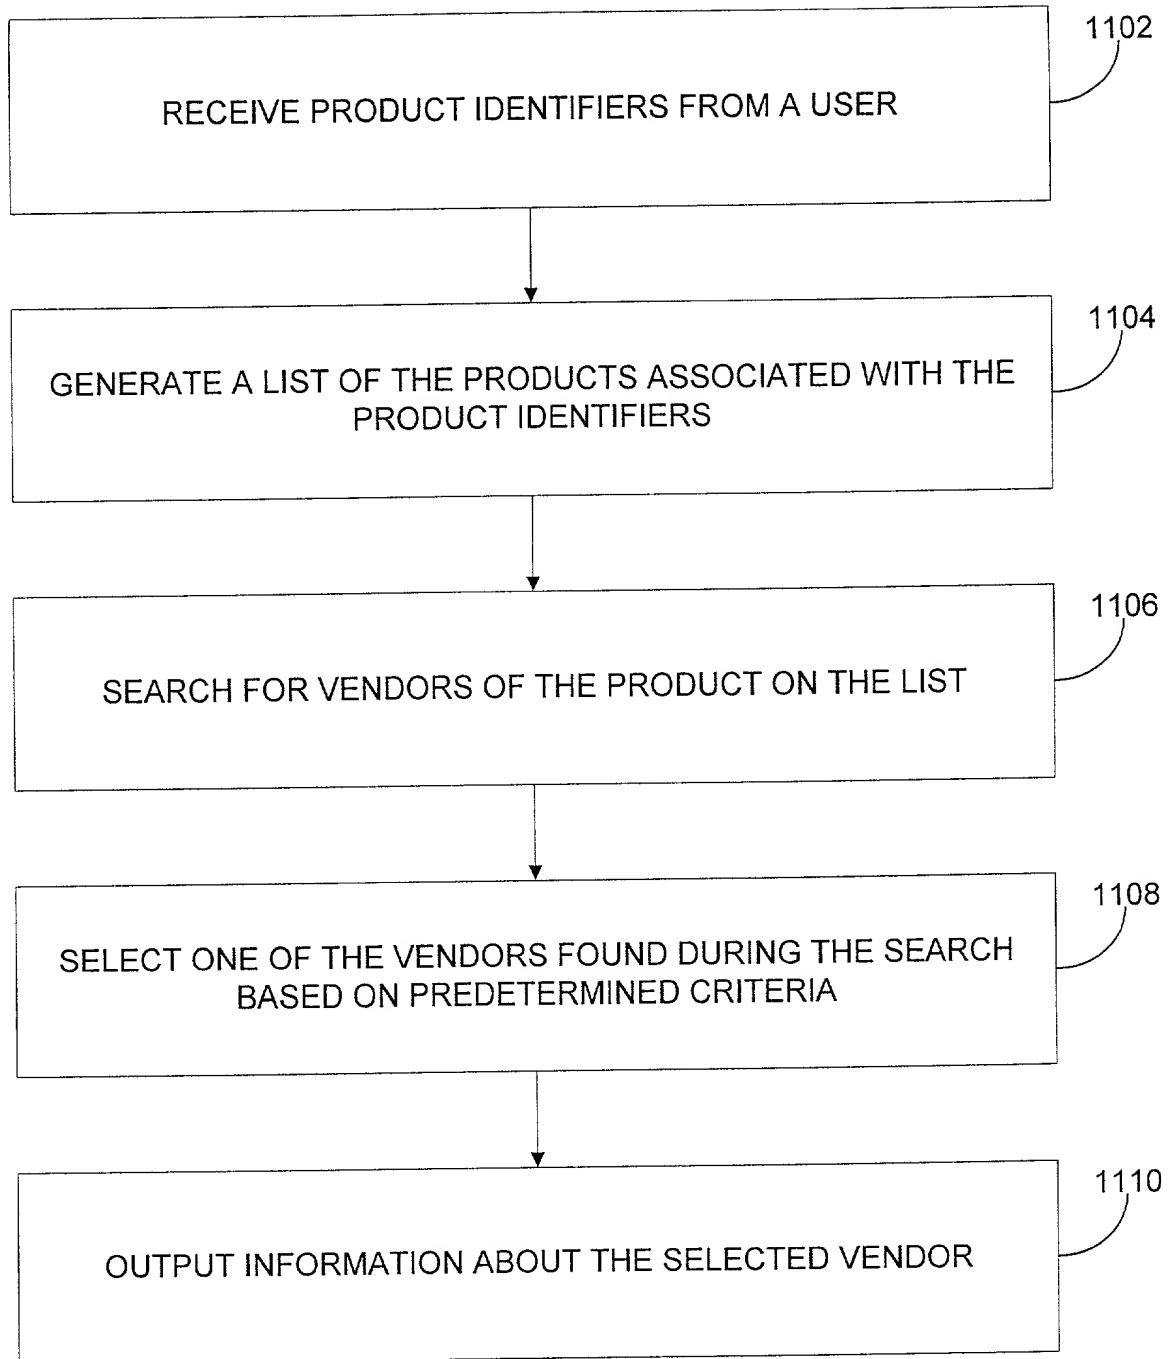 1102
RECEIVE PRODUCT IDENTIFIERS FROM A USER
1104
GENERATE A LIST OF THE PRODUCTS ASSOCIATED WITH THE
PRODUCT IDENTIFIERS
1106
SEARCH FOR VENDORS OF THE PRODUCT ON THE LIST
1108
SELECT ONE OF THE VENDORS FOUND DURING THE SEARCH
BASED ON PREDETERMINED CRITERIA
1110
OUTPUT INFORMATION ABOUT THE SELECTED VENDOR